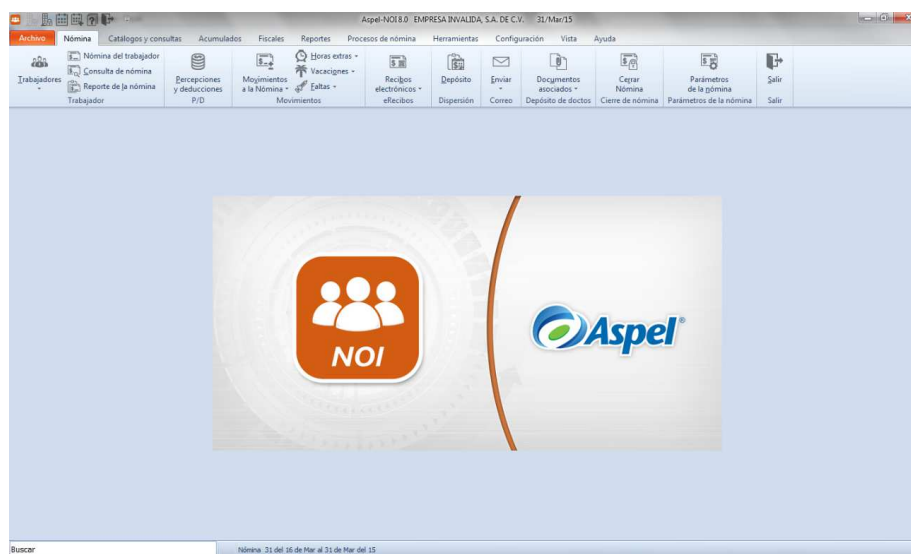 Aspel-NOI 8.0 EMPRESA INVALIDA, S.A. DE C.V. 31/Mar/15
Archivo Nómina Catálogos y consultas Acumulados Fiscales Reportes Procesos de nómina Herramientas Configuración Vista Ayuda
Trabajadores
Nómina del trabajador
Consulta de nómina
Reporte de la nómina
Trabajador
Percepciones
y deducciones
P/D
Movimientos
a la Nómina
Horas extras
Vacaciones
Faltas
Movimientos
Recibos
electrónicos
eRecibos
Depósito
Dispersión
Enviar
Correo
Documentos
asociados
Depósito de doctos
Cerrar
Nómina
Cierre de nómina
Parámetros
de la nómina
Parámetros de la nómina
Salir
Salir
NOI
Aspel®
Buscar
Nómina 31 del 16 de Mar al 31 de Mar del 15